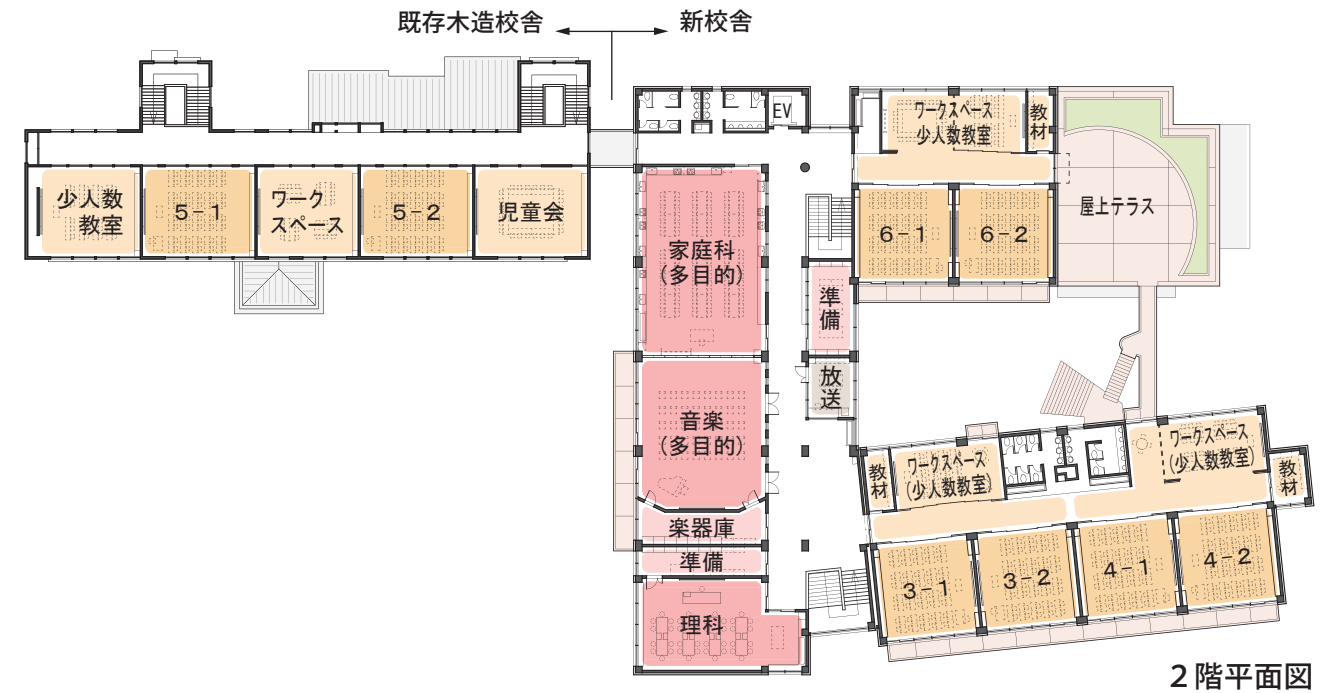 既存木造校舎
新校舎
少人数
教室
5-1
ワーク
スペース
5-2
児童会
EV
ワークスペース
少人数教室
教
材
6-1
6-2
屋上テラス
家庭科
(多目的)
準
備
放
送
音楽
(多目的)
楽器庫
準備
理科
教
材
ワークスペース
(少人数教室)
ワークスペース
(少人数教室)
教
材
3-1
3-2
4-1
4-2
2階平面図